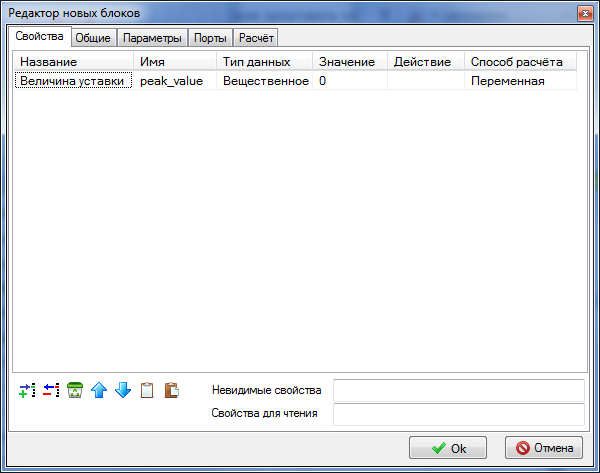 Редактор новых блоков
Свойства Общие Параметры Порты Расчёт
Название Имя Тип данных Значение Действие Способ расчёта
Величина уставки peak_value Вещественное 0 Переменная
Невидимые свойства
Свойства для чтения
Ok Отмена